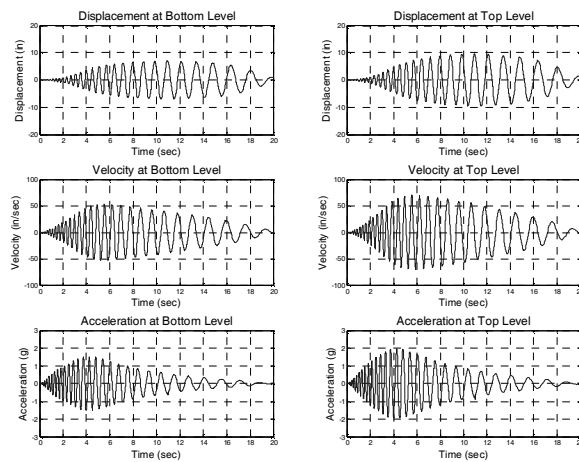 Displacement at Bottom Level
Displacement (in)
20
10
0
-10
-20
0 2 4 6 8 10 12 14 16 18 20
Time (sec)
Displacement at Top Level
Displacement (in)
20
10
0
-10
-20
0 2 4 6 8 10 12 14 16 18 20
Time (sec)
Velocity at Bottom Level
Velocity (in/sec)
100
50
0
-50
-100
0 2 4 6 8 10 12 14 16 18 20
Time (sec)
Velocity at Top Level
Velocity (in/sec)
100
50
0
-50
-100
0 2 4 6 8 10 12 14 16 18 20
Time (sec)
Acceleration at Bottom Level
Acceleration (g)
3
2
1
0
-1
-2
-3
0 2 4 6 8 10 12 14 16 18 20
Time (sec)
Acceleration at Top Level
Acceleration (g)
3
2
1
0
-1
-2
-3
0 2 4 6 8 10 12 14 16 18 20
Time (sec)